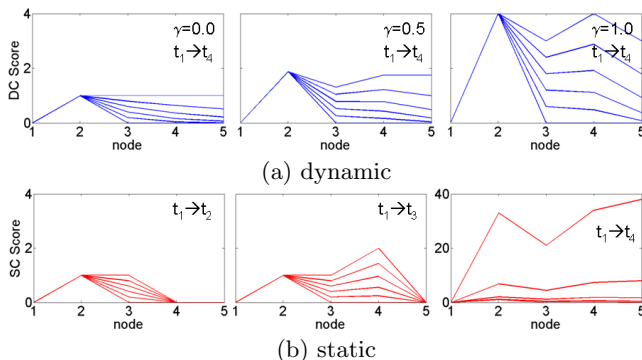 4
γ=0.0 γ=0.5 γ=1.0
t₁→t₄ t₁→t₄ t₁→t₄
DC Score
2
0
1 2 3 4 5 1 2 3 4 5 1 2 3 4 5
node node node
(a) dynamic
4 4 40
t₁→t₂ t₁→t₃ t₁→t₄
SC Score
2 2 20
0 0 0
1 2 3 4 5 1 2 3 4 5 1 2 3 4 5
node node node
(b) static